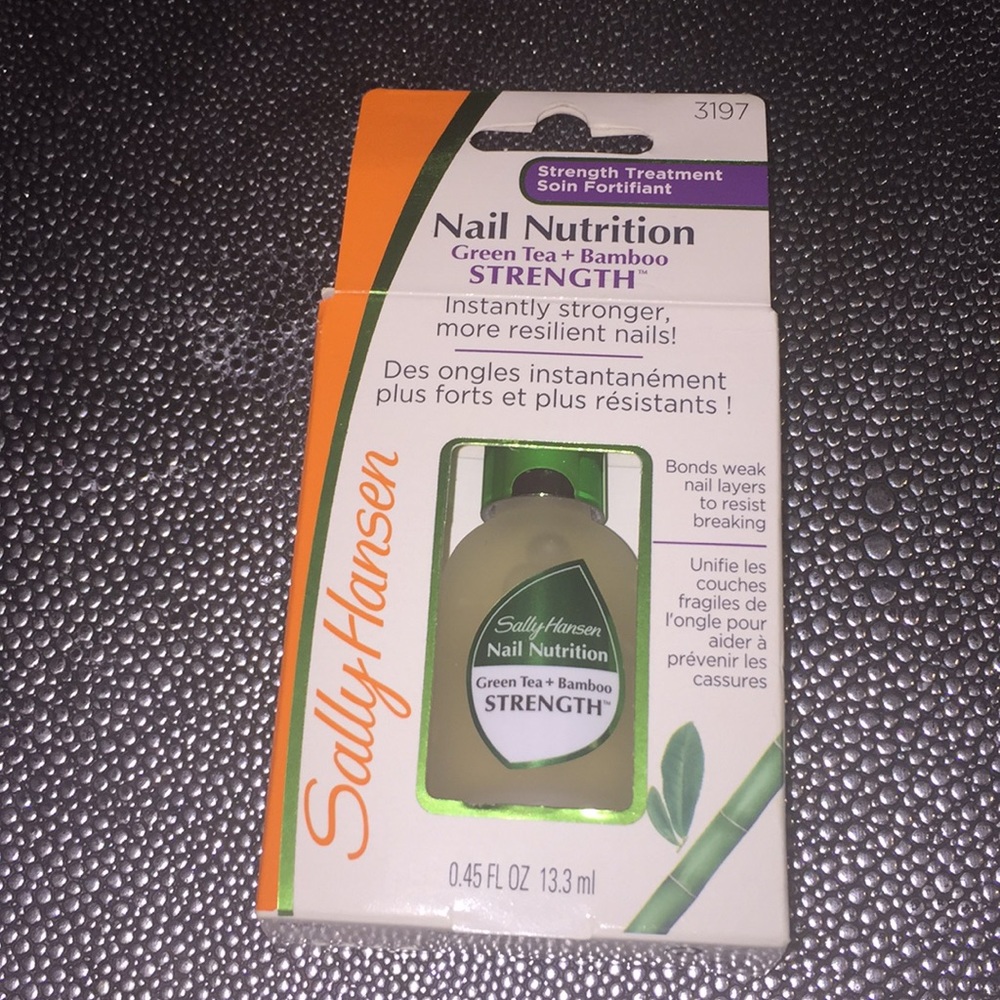 3197
Strength Treatment
Soin Fortifiant
Nail Nutrition
Green Tea + Bamboo
STRENGTH™
Instantly stronger,
more resilient nails!
Des ongles instantanément
plus forts et plus résistants !
Sally Hansen
Bonds weak
nail layers
to resist
breaking
Unifie les
couches
fragiles de
l'ongle pour
aider à
prévenir les
cassures
Sally Hansen
Nail Nutrition
Green Tea + Bamboo
STRENGTH™
0.45 FL OZ 13.3 ml